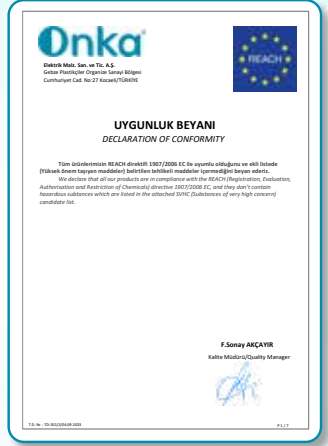 Onka
Elektrik Malz. San. ve Tic. A.Ş.
Gebze Plastikçiler Organize Sanayi Bölgesi
Cumhuriyet Cad. No:27 Kocaeli/TÜRKİYE
REACH
UYGUNLUK BEYANI
DECLARATION OF CONFORMITY
Tüm ürünlerimizin REACH direktifi 1907/2006 EC ile uyumlu olduğunu ve ekli listede
(Yüksek önem taşıyan maddeler) belirtilen tehlikeli maddeler içermediğini beyan ederiz.
We declare that all our products are in compliance with the REACH (Registration, Evaluation,
Authorisation and Restriction of Chemicals) directive 1907/2006 EC, and they don't contain
hazardous substances which are listed in the attached SVHC (Substances of very high concern)
candidate list.
F.Sonay AKÇAYIR
Kalite Müdürü/Quality Manager
P 1 / 7